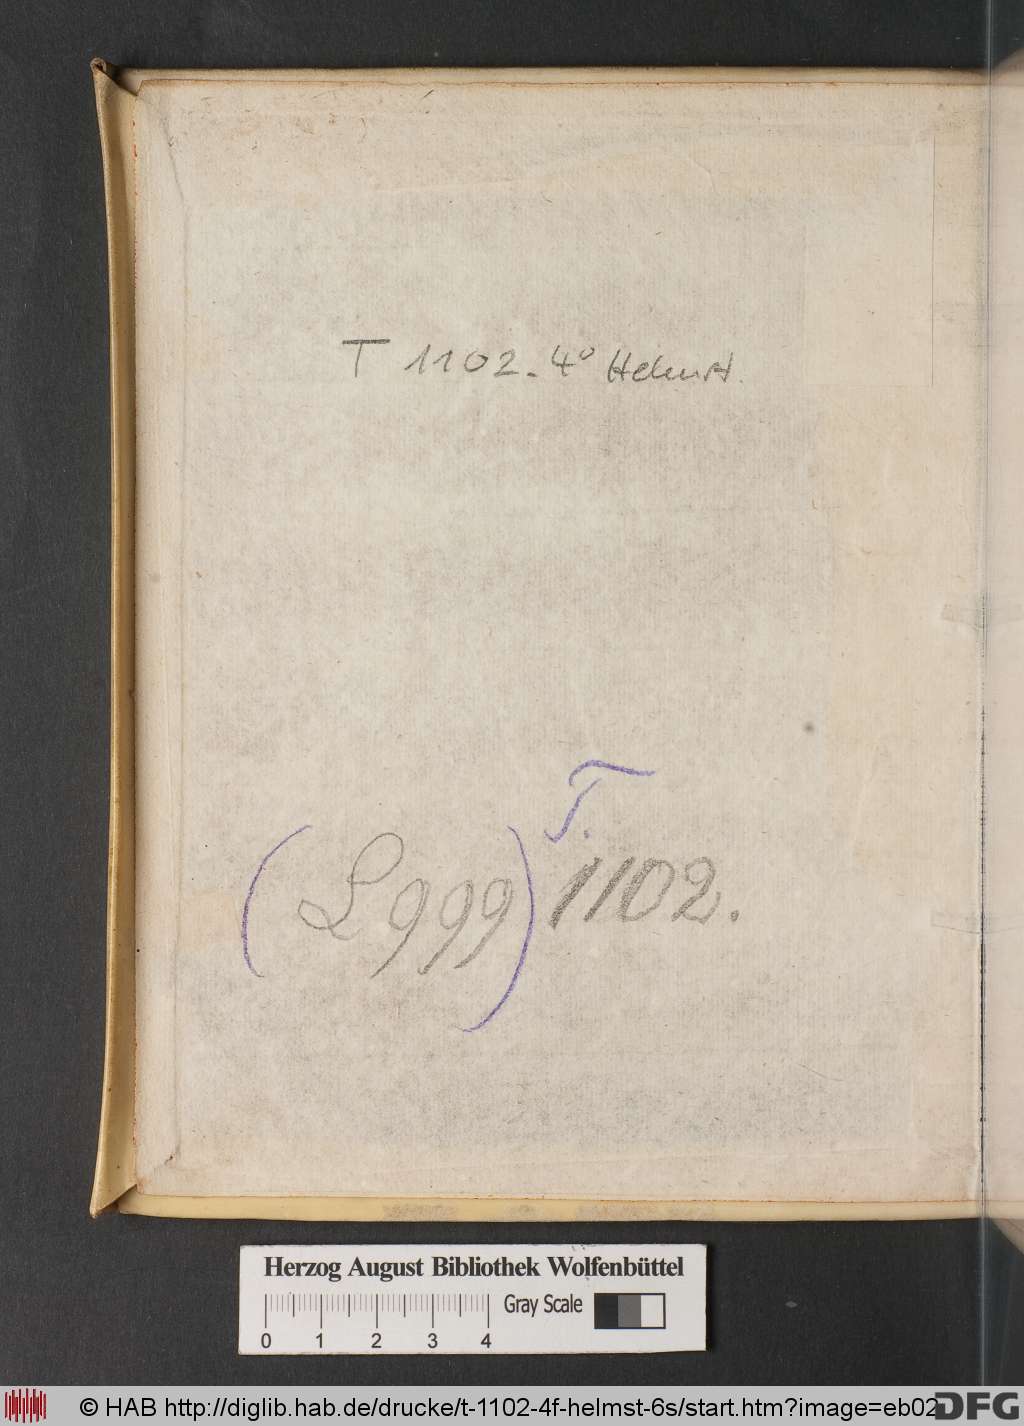 T 1102. 4° Helmst.
T.
(L 999) 1102.
Herzog August Bibliothek Wolfenbüttel
Gray Scale
0 1 2 3 4
© HAB http://diglib.hab.de/drucke/t-1102-4f-helmst-6s/start.htm?image=eb02
DFG